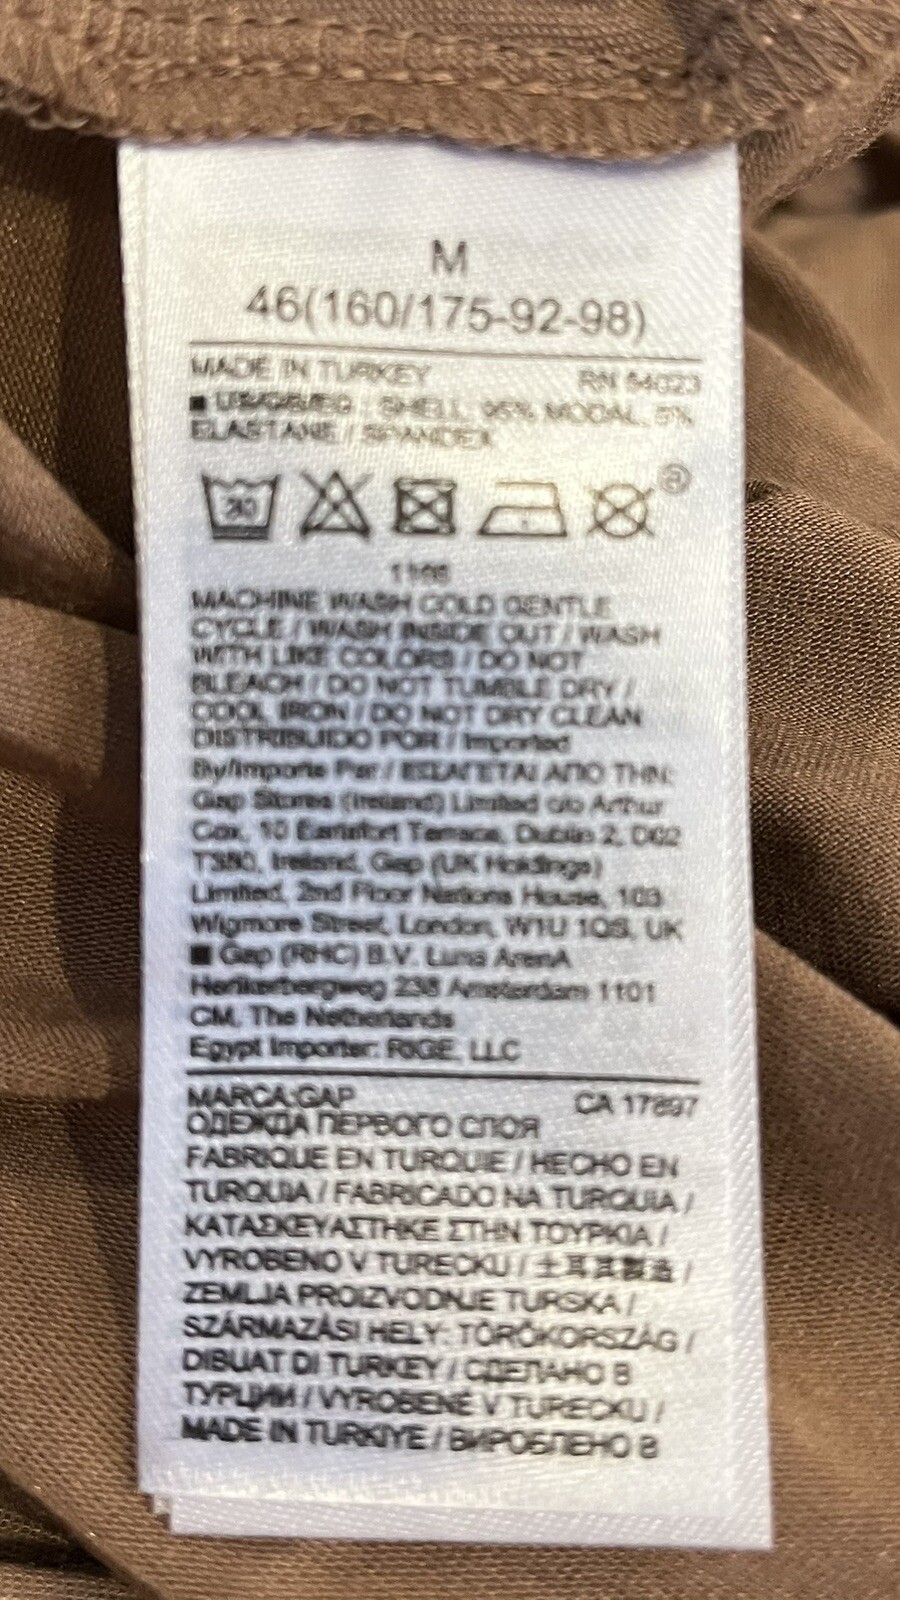 M
46(160/175-92-98)
MADE IN TURKEY RN 54023
SHELL 95% MODAL, 5%
ELASTANE / SPANDEX
30
®
MACHINE WASH COLD GENTLE
CYCLE / WASH INSIDE OUT / WASH
WITH LIKE COLORS / DO NOT
BLEACH / DO NOT TUMBLE DRY /
COOL IRON / DO NOT DRY CLEAN
DISTRIBUIDO POR / Imported
By/Importe Par / ΕΙΣΑΓΕΤΑΙ ΑΠΟ ΤΗΝ:
Gap Stores (Ireland) Limited c/o Arthur
Cox, 10 Earlsfort Terrace, Dublin 2, D02
T380, Ireland, Gap (UK Holdings)
Limited, 2nd Floor Nations House, 103
Wigmore Street, London, W1U 1QS, UK
■ Gap (RHC) B.V. Luna ArenA
Herikerbergweg 238 Amsterdam 1101
CM, The Netherlands
Egypt Importer: RIGE, LLC
MARCA:GAP CA 17897
ОДЕЖДА ПЕРВОГО СЛОЯ
FABRIQUE EN TURQUIE / HECHO EN
TURQUIA / FABRICADO NA TURQUIA /
ΚΑΤΑΣΚΕΥΑΣΤΗΚΕ ΣΤΗΝ ΤΟΥΡΚΙΑ /
VYROBENO V TURECKU / 土耳其製造 /
ZEMLJA PROIZVODNJE TURSKA /
SZÁRMAZÁSI HELY: TÖRÖKORSZÁG /
DIBUAT DI TURKEY / СДЕЛАНО В
ТУРЦИИ / VYROBENÉ V TURECKU /
MADE IN TURKIYE / ВИРОБЛЕНО В